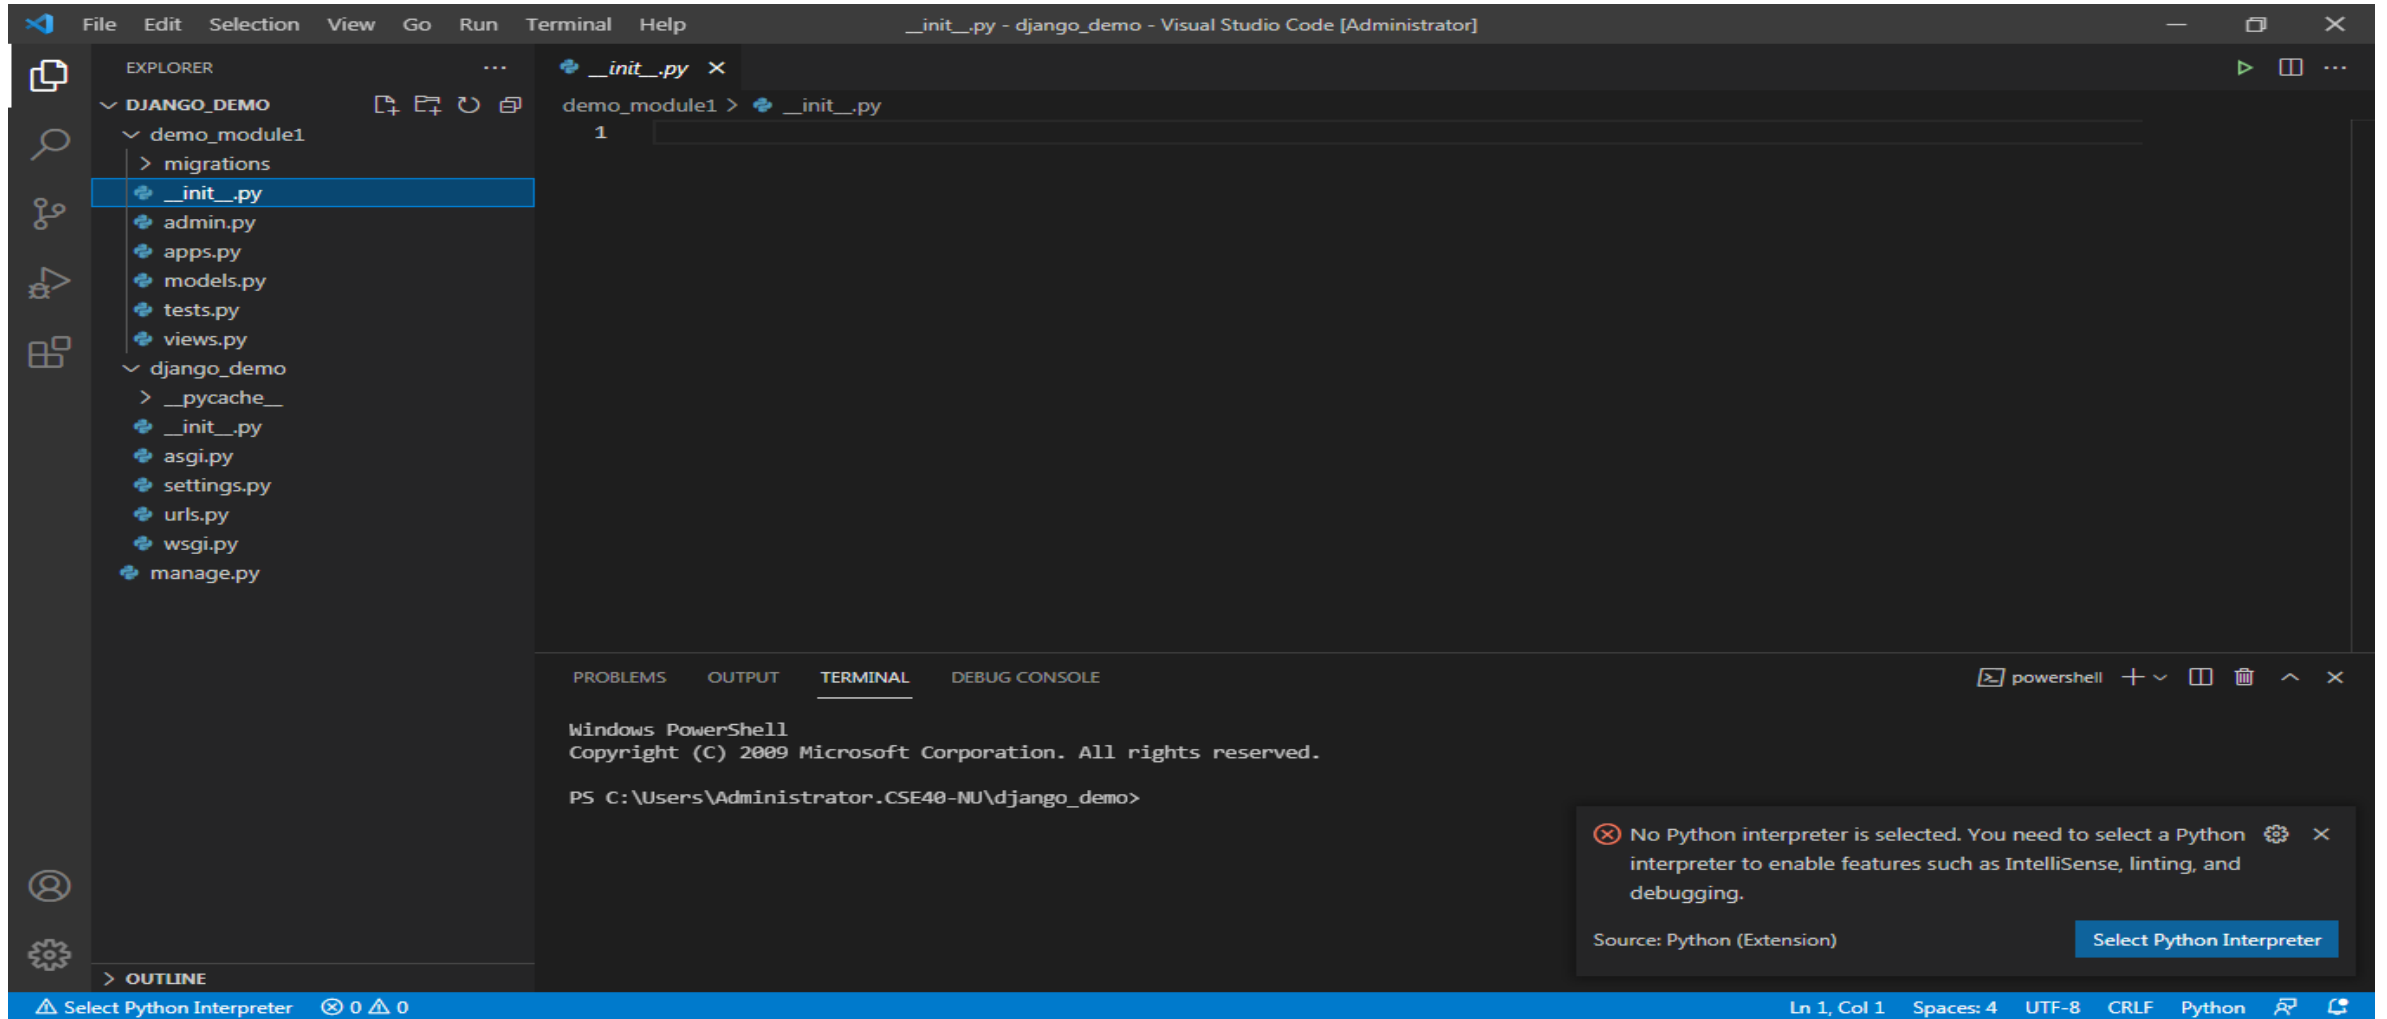 File Edit Selection View Go Run Terminal Help
__init__.py - django_demo - Visual Studio Code [Administrator]
EXPLORER
DJANGO_DEMO
demo_module1
migrations
__init__.py
admin.py
apps.py
models.py
tests.py
views.py
django_demo
__pycache__
__init__.py
asgi.py
settings.py
urls.py
wsgi.py
manage.py
OUTLINE
__init__.py
demo_module1 > __init__.py
1
PROBLEMS OUTPUT TERMINAL DEBUG CONSOLE
powershell
Windows PowerShell
Copyright (C) 2009 Microsoft Corporation. All rights reserved.
PS C:\Users\Administrator.CSE40-NU\django_demo>
No Python interpreter is selected. You need to select a Python
interpreter to enable features such as IntelliSense, linting, and
debugging.
Source: Python (Extension)
Select Python Interpreter
Select Python Interpreter 0 0
Ln 1, Col 1 Spaces: 4 UTF-8 CRLF Python